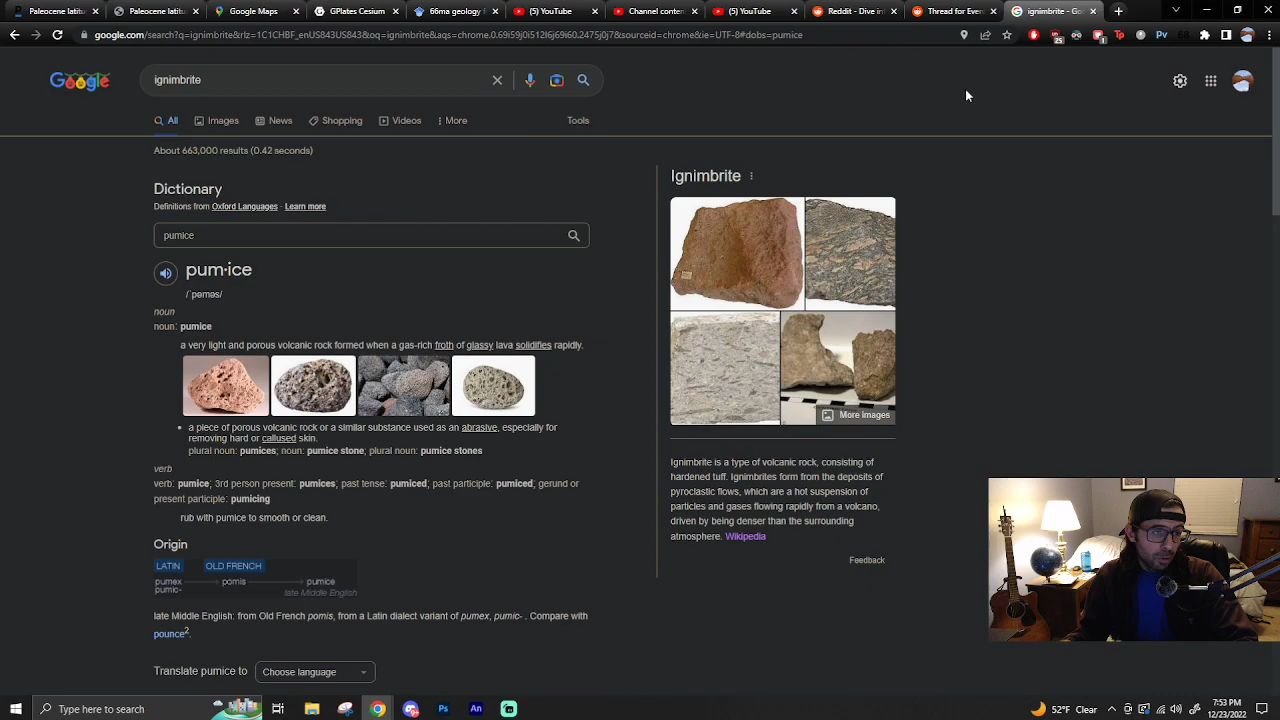 Paleocene latitu
Paleocene latitu
Google Maps
GPlates Cesium
66ma geology f
(5) YouTube
Channel conten
(5) YouTube
Reddit - Dive in
Thread for Ever
ignimbrite - Go
google.com/search?q=ignimbrite&rlz=1C1CHBF_enUS843US843&oq=ignimbrite&aqs=chrome.0.69i59j0i512l6j69i60.2475j0j7&sourceid=chrome&ie=UTF-8#dobs=pumice
Google
ignimbrite
All Images News Shopping Videos More Tools
About 663,000 results (0.42 seconds)
Dictionary
Definitions from Oxford Languages · Learn more
pumice
pum·ice
/ˈpəməs/
noun
noun: pumice
a very light and porous volcanic rock formed when a gas-rich froth of glassy lava solidifies rapidly.
• a piece of porous volcanic rock or a similar substance used as an abrasive, especially for
removing hard or callused skin.
plural noun: pumices; noun: pumice stone; plural noun: pumice stones
verb
verb: pumice; 3rd person present: pumices; past tense: pumiced; past participle: pumiced; gerund or
present participle: pumicing
rub with pumice to smooth or clean.
Origin
LATIN OLD FRENCH
pumex pomis pumice
pumic-
late Middle English
late Middle English: from Old French pomis, from a Latin dialect variant of pumex, pumic- . Compare with
pounce2.
Translate pumice to Choose language
Ignimbrite
More images
Ignimbrite is a type of volcanic rock, consisting of
hardened tuff. Ignimbrites form from the deposits of
pyroclastic flows, which are a hot suspension of
particles and gases flowing rapidly from a volcano,
driven by being denser than the surrounding
atmosphere. Wikipedia
Feedback
Type here to search
Ps
An
52°F Clear
7:53 PM
12/23/2022